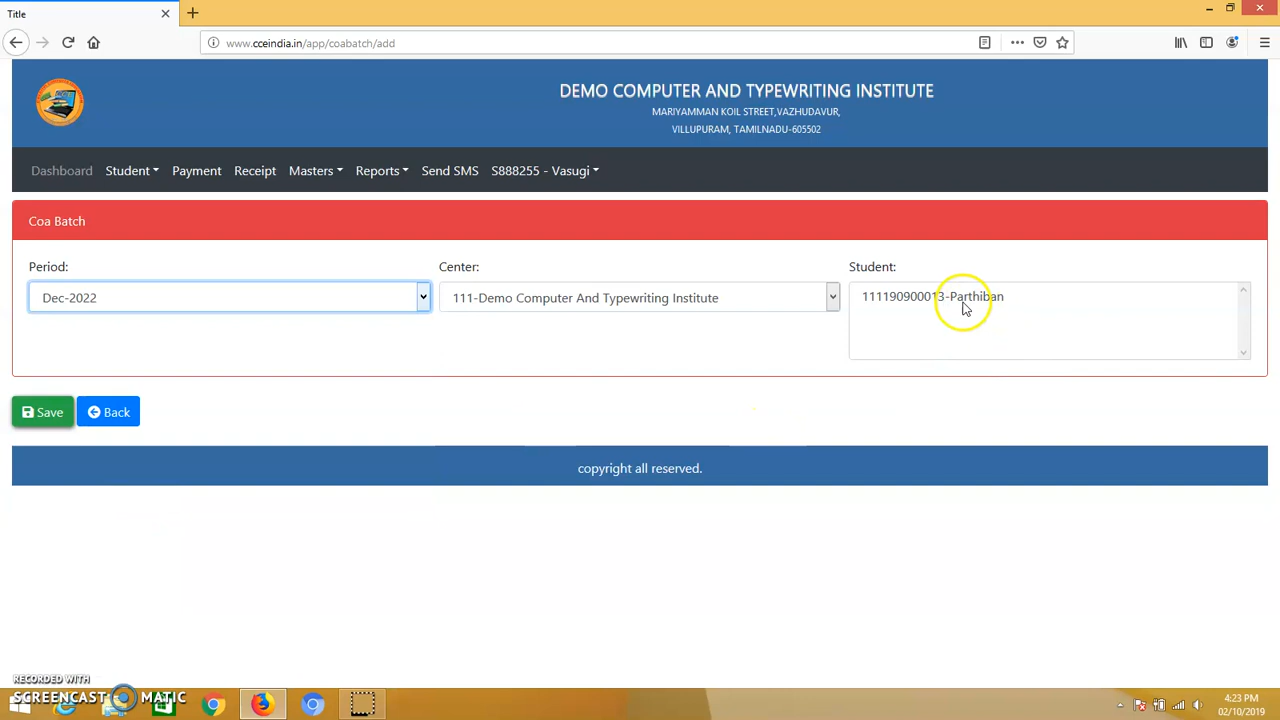 Title
www.cceindia.in/app/coabatch/add
DEMO COMPUTER AND TYPEWRITING INSTITUTE
MARIYAMMAN KOIL STREET,VAZHUDAVUR,
VILLUPURAM, TAMILNADU-605502
Dashboard Student Payment Receipt Masters Reports Send SMS S888255 - Vasugi
Coa Batch
Period: Center: Student:
Dec-2022 111-Demo Computer And Typewriting Institute 111190900013-Parthiban
Save Back
copyright all reserved.
RECORDED WITH
SCREENCAST MATIC
4:23 PM
02/10/2019